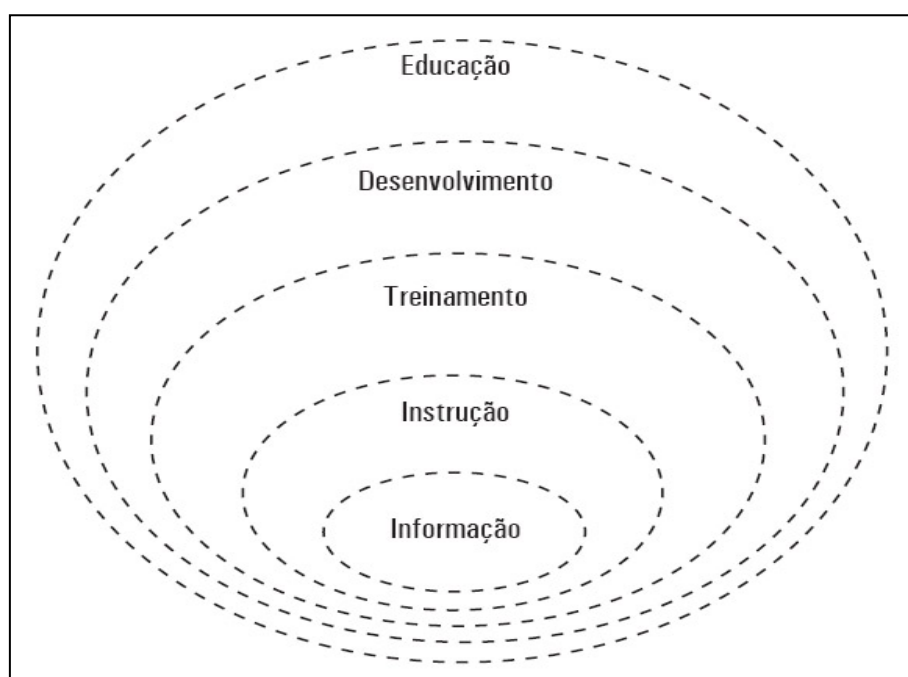 Educação
Desenvolvimento
Treinamento
Instrução
Informação